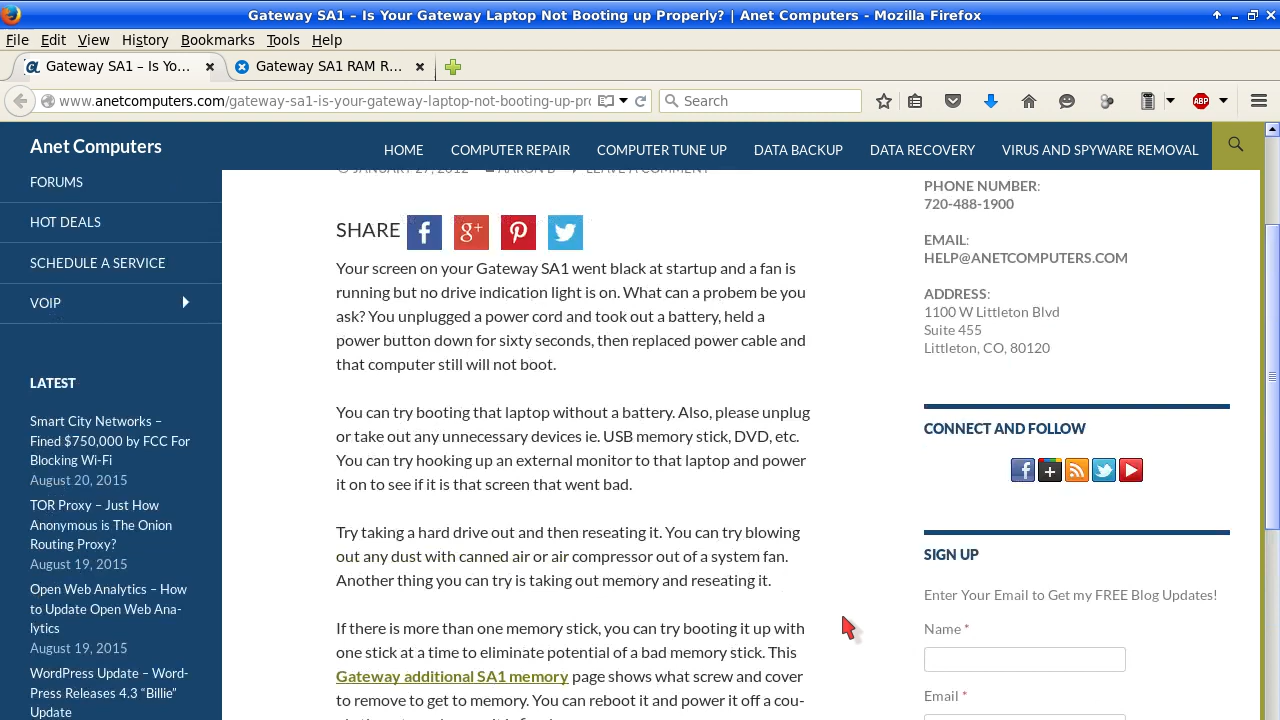 Gateway SA1 – Is Your Gateway Laptop Not Booting up Properly? | Anet Computers - Mozilla Firefox
File Edit View History Bookmarks Tools Help
Gateway SA1 – Is Yo...
Gateway SA1 RAM R...
www.anetcomputers.com/gateway-sa1-is-your-gateway-laptop-not-booting-up-pr
Search
ABP
Anet Computers
HOME COMPUTER REPAIR COMPUTER TUNE UP DATA BACKUP DATA RECOVERY VIRUS AND SPYWARE REMOVAL
FORUMS
HOT DEALS
SCHEDULE A SERVICE
VOIP
LATEST
Smart City Networks –
Fined $750,000 by FCC For
Blocking Wi-Fi
August 20, 2015
TOR Proxy – Just How
Anonymous is The Onion
Routing Proxy?
August 19, 2015
Open Web Analytics – How
to Update Open Web Ana-
lytics
August 19, 2015
WordPress Update – Word-
Press Releases 4.3 “Billie”
Update
JANUARY 27, 2012 AARON B LEAVE A COMMENT
SHARE
Your screen on your Gateway SA1 went black at startup and a fan is
running but no drive indication light is on. What can a probem be you
ask? You unplugged a power cord and took out a battery, held a
power button down for sixty seconds, then replaced power cable and
that computer still will not boot.
You can try booting that laptop without a battery. Also, please unplug
or take out any unnecessary devices ie. USB memory stick, DVD, etc.
You can try hooking up an external monitor to that laptop and power
it on to see if it is that screen that went bad.
Try taking a hard drive out and then reseating it. You can try blowing
out any dust with canned air or air compressor out of a system fan.
Another thing you can try is taking out memory and reseating it.
If there is more than one memory stick, you can try booting it up with
one stick at a time to eliminate potential of a bad memory stick. This
Gateway additional SA1 memory page shows what screw and cover
to remove to get to memory. You can reboot it and power it off a cou-
PHONE NUMBER:
720-488-1900
EMAIL:
HELP@ANETCOMPUTERS.COM
ADDRESS:
1100 W Littleton Blvd
Suite 455
Littleton, CO, 80120
CONNECT AND FOLLOW
SIGN UP
Enter Your Email to Get my FREE Blog Updates!
Name *
Email *